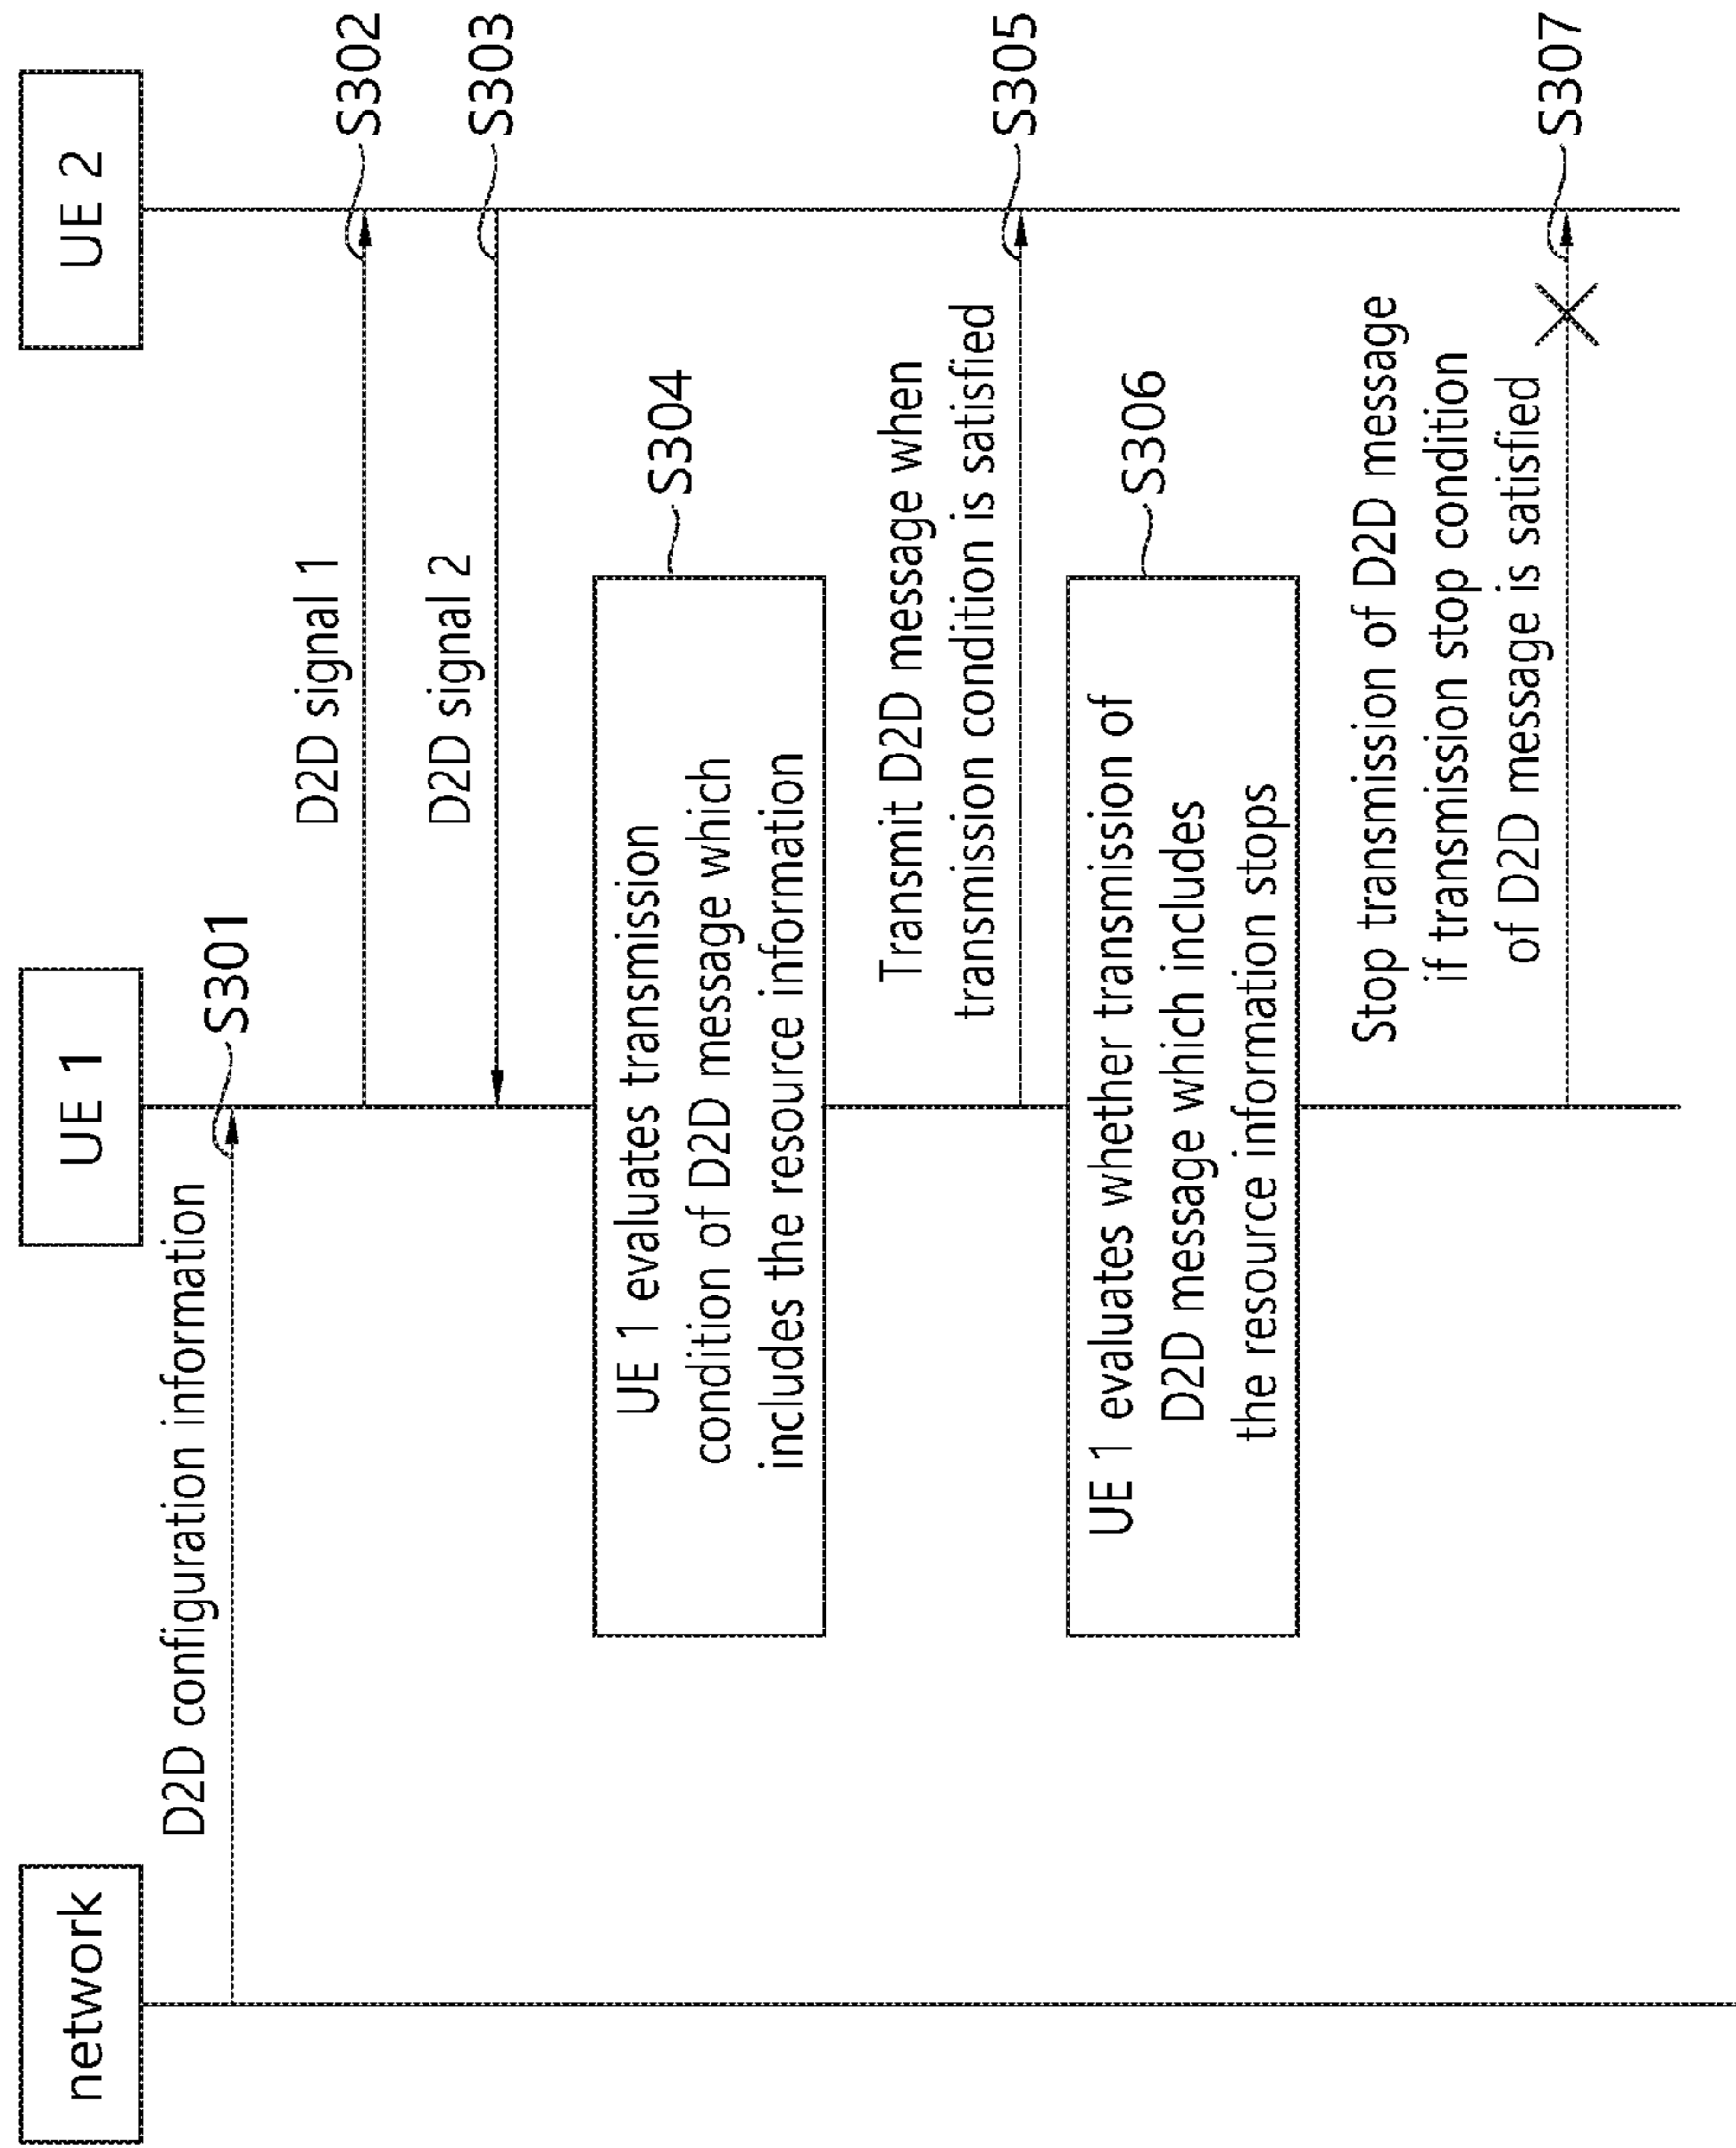 network
UE 1
UE 2
D2D configuration information
S301
D2D signal 1
S302
D2D signal 2
S303
UE 1 evaluates transmission
condition of D2D message which
includes the resource information
S304
Transmit D2D message when
transmission condition is satisfied
S305
UE 1 evaluates whether transmission of
D2D message which includes
the resource information stops
S306
Stop transmission of D2D message
if transmission stop condition
of D2D message is satisfied
S307